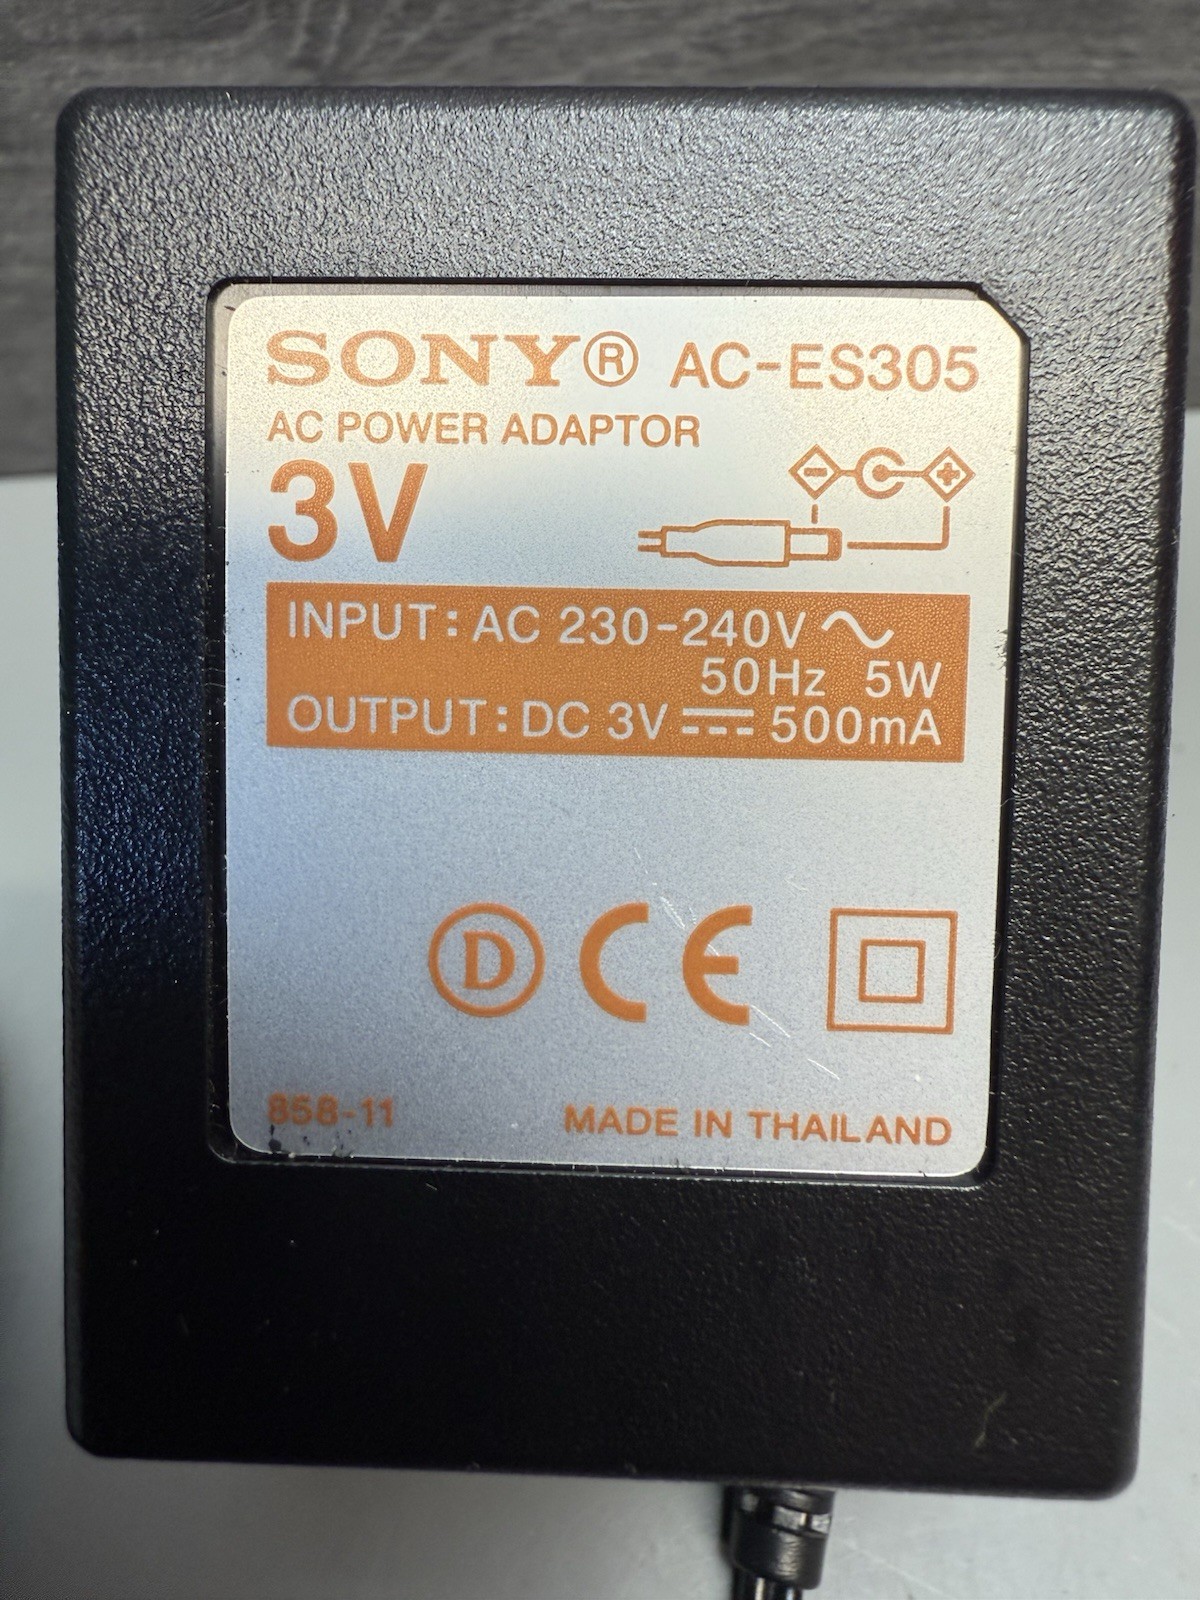 SONY® AC-ES305
AC POWER ADAPTOR
3V
INPUT: AC 230-240V ~
50Hz 5W
OUTPUT: DC 3V ⎓ 500mA
D CE
858-11 MADE IN THAILAND